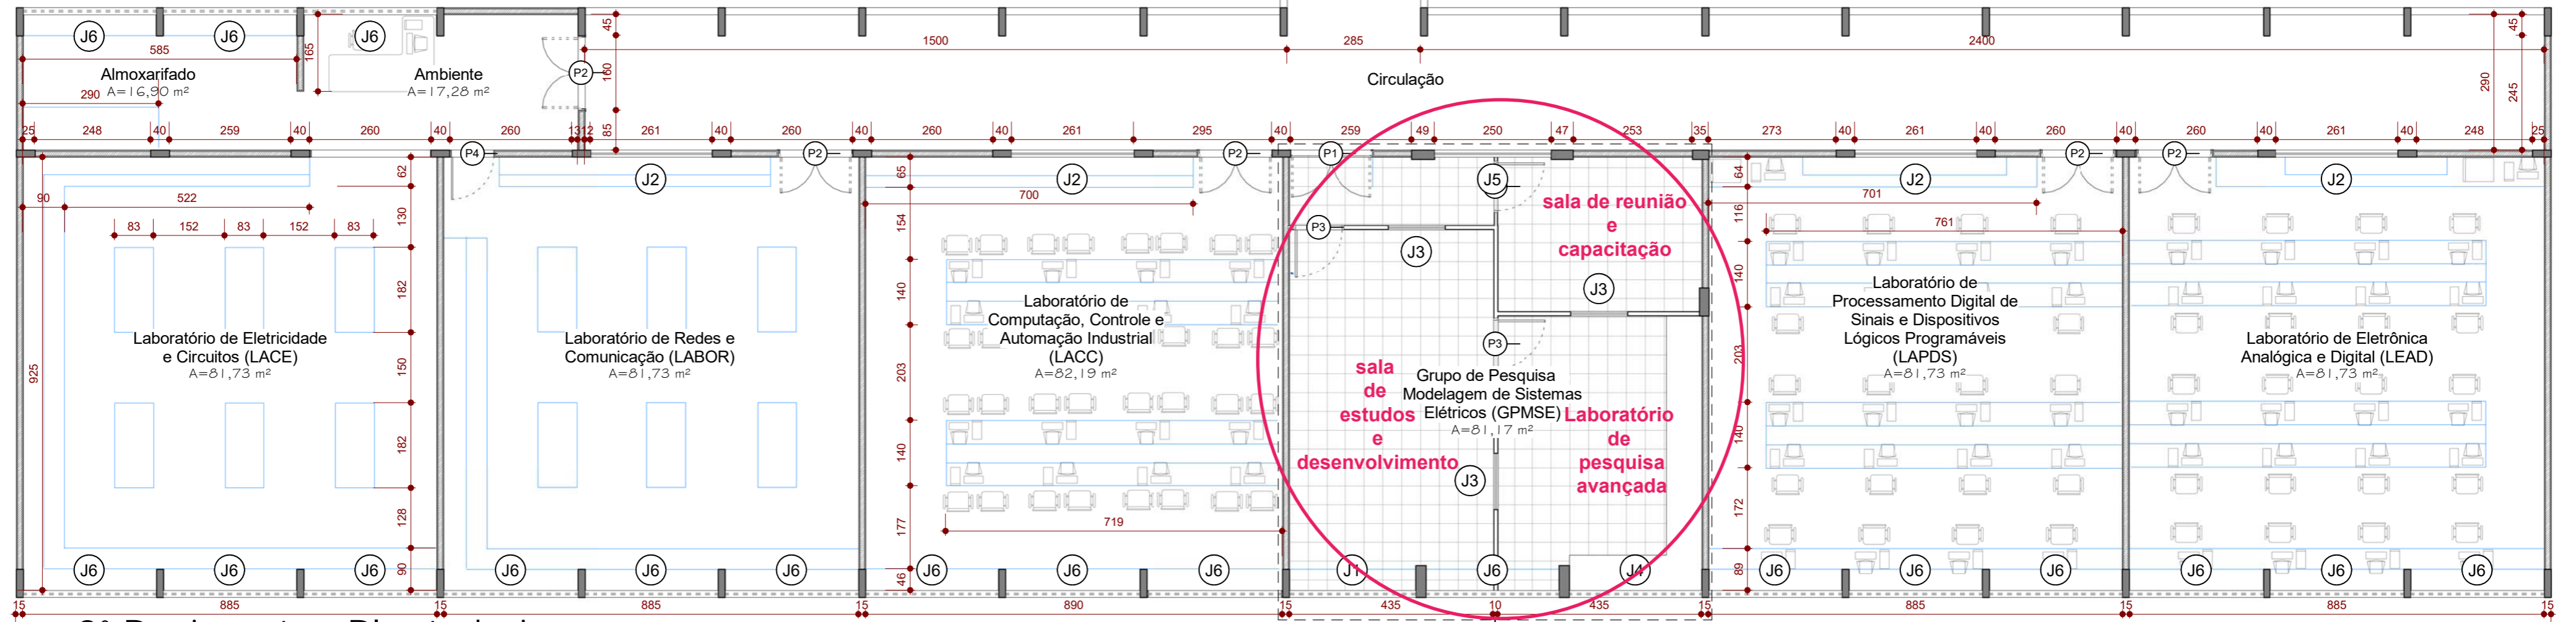 J6
J6
J6
585
165
Almoxarifado
A=16,90 m²
290
Ambiente
A=17,28 m²
P2
45
160
85
1500
285
2400
Circulação
45
290
245
25
248
40
259
40
260
40
260
13
12
261
40
260
40
260
40
261
295
40
259
49
250
47
253
35
273
40
261
40
260
40
260
40
261
40
248
25
P4
P2
P2
P1
P2
P2
J2
J2
J5
J2
J2
90
522
62
130
83
152
83
152
83
182
150
182
128
90
925
Laboratório de Eletricidade
e Circuitos (LACE)
A=81,73 m²
Laboratório de Redes e
Comunicação (LABOR)
A=81,73 m²
65
154
140
203
140
177
46
700
Laboratório de
Computação, Controle e
Automação Industrial
(LACC)
A=82,19 m²
719
P3
J3
sala de reunião
e
capacitação
J3
P3
sala
de
estudos
e
desenvolvimento
Grupo de Pesquisa
Modelagem de Sistemas
Elétricos (GPMSE)
A=81,17 m²
Laboratório
de
pesquisa
avançada
J3
64
116
140
203
140
172
89
701
761
Laboratório de
Processamento Digital de
Sinais e Dispositivos
Lógicos Programáveis
(LAPDS)
A=81,73 m²
Laboratório de Eletrônica
Analógica e Digital (LEAD)
A=81,73 m²
J6
J6
J6
J6
J6
J6
J6
J6
J6
J1
J6
J4
J6
J6
J6
J6
J6
J6
15
885
15
885
15
890
15
435
10
435
15
885
15
885
15